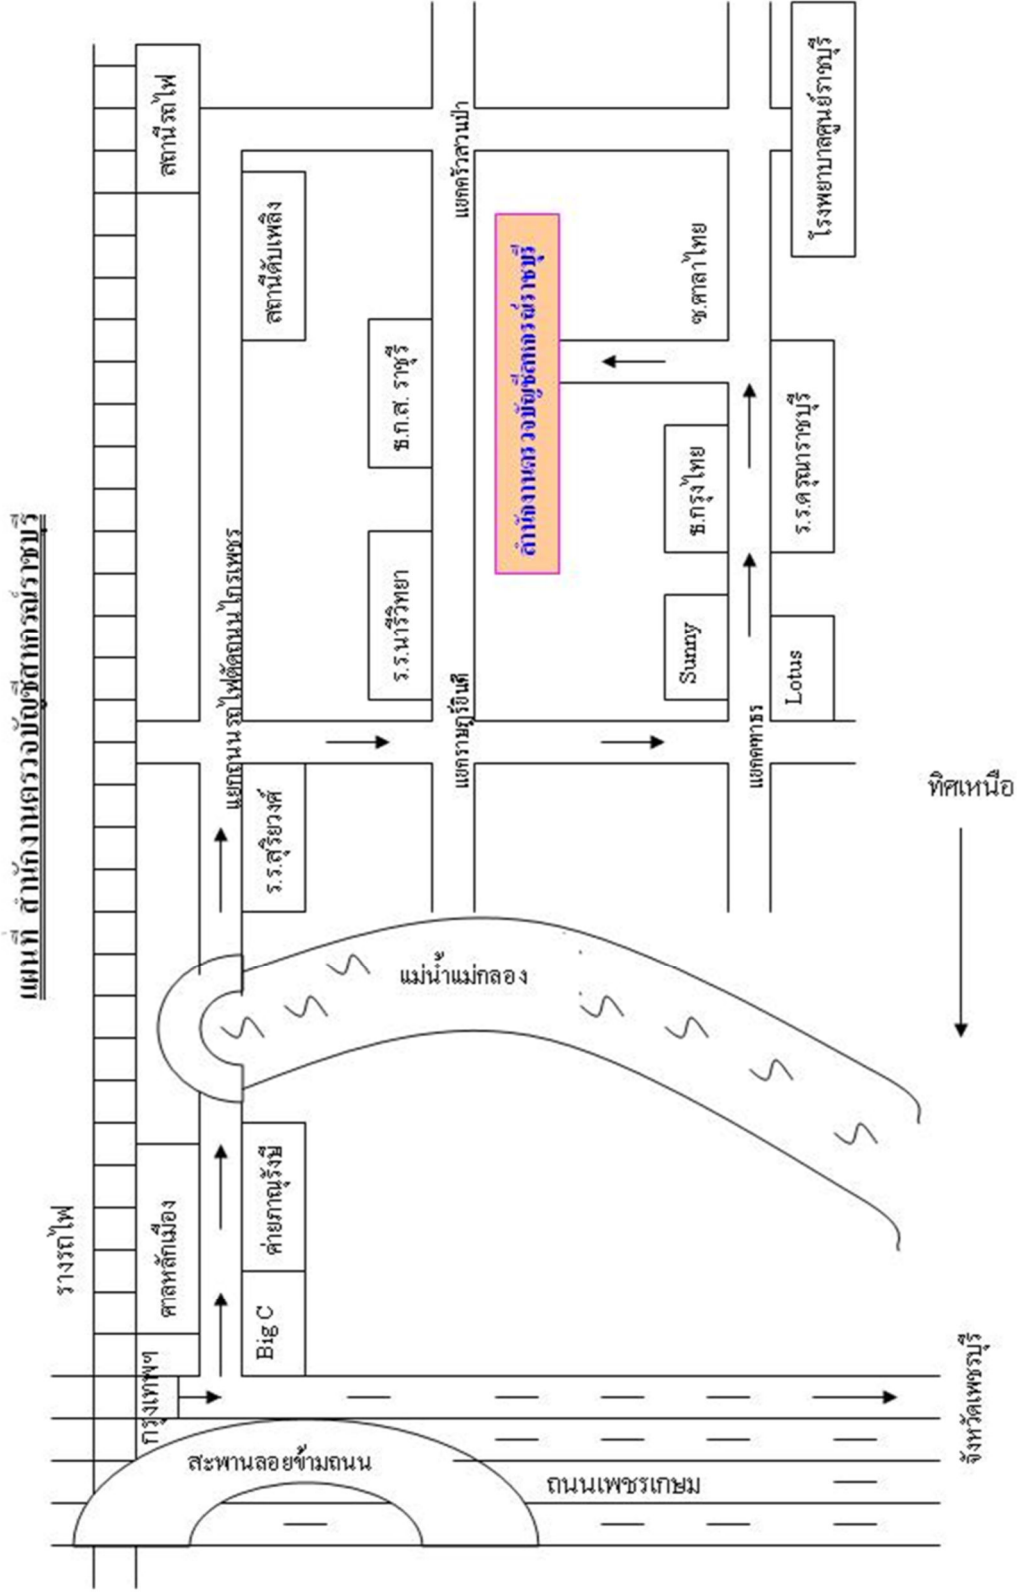 แผนที่ สำนักงานตรวจบัญชีสหกรณ์ราชบุรี
รางรถไฟ
สถานีรถไฟ
ศาลหลักเมือง
กรุงเทพฯ
สถานีดับเพลิง
แยกถนนรถไฟตัดถนนไกรเพชร
ร.ร.สุริยวงศ์
ค่ายภาณุรังษี
Big C
สะพานลอยข้ามถนน
ธ.ก.ส. ราชบุรี
ร.ร.นารีวิทยา
แยกครัวสวนป่า
แยกราษฎร์ยินดี
แม่น้ำแม่กลอง
สำนักงานตรวจบัญชีสหกรณ์ราชบุรี
ถนนเพชรเกษม
ซ.ศาลาไทย
ธ.กรุงไทย
Sunny
แยกคทาธร
โรงพยาบาลศูนย์ราชบุรี
ร.ร.ดรุณาราชบุรี
Lotus
ทิศเหนือ
จังหวัดเพชรบุรี